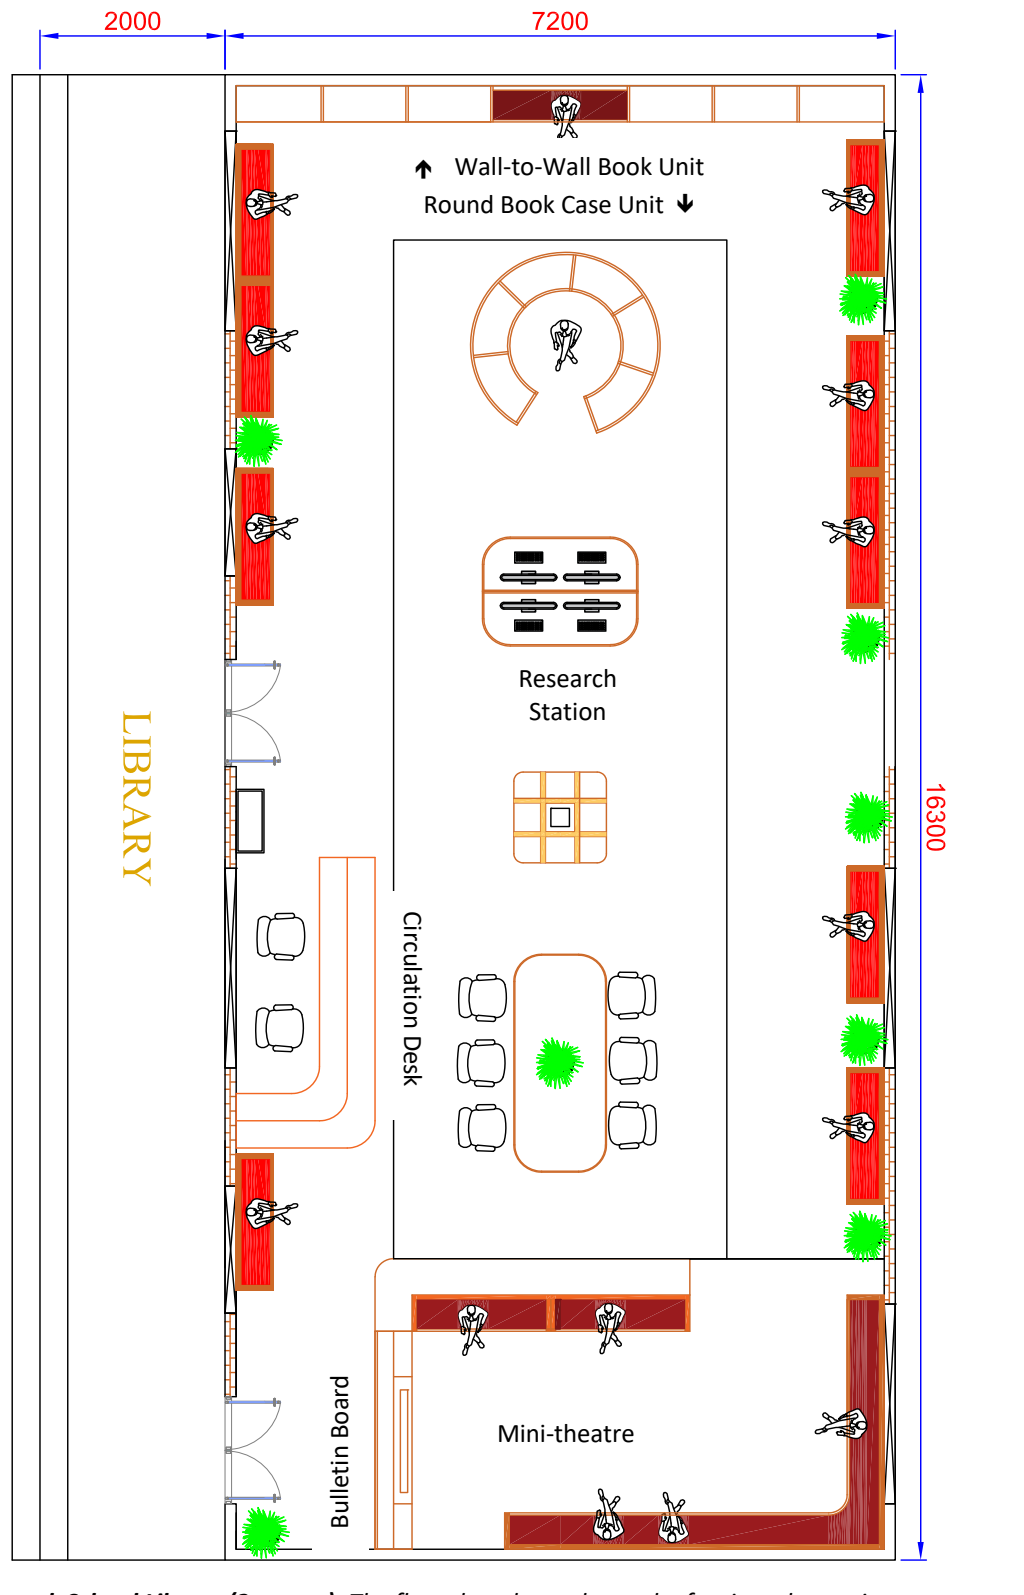 2000
7200
Wall-to-Wall Book Unit
Round Book Case Unit
Research
Station
LIBRARY
16300
Circulation Desk
Mini-theatre
Bulletin Board